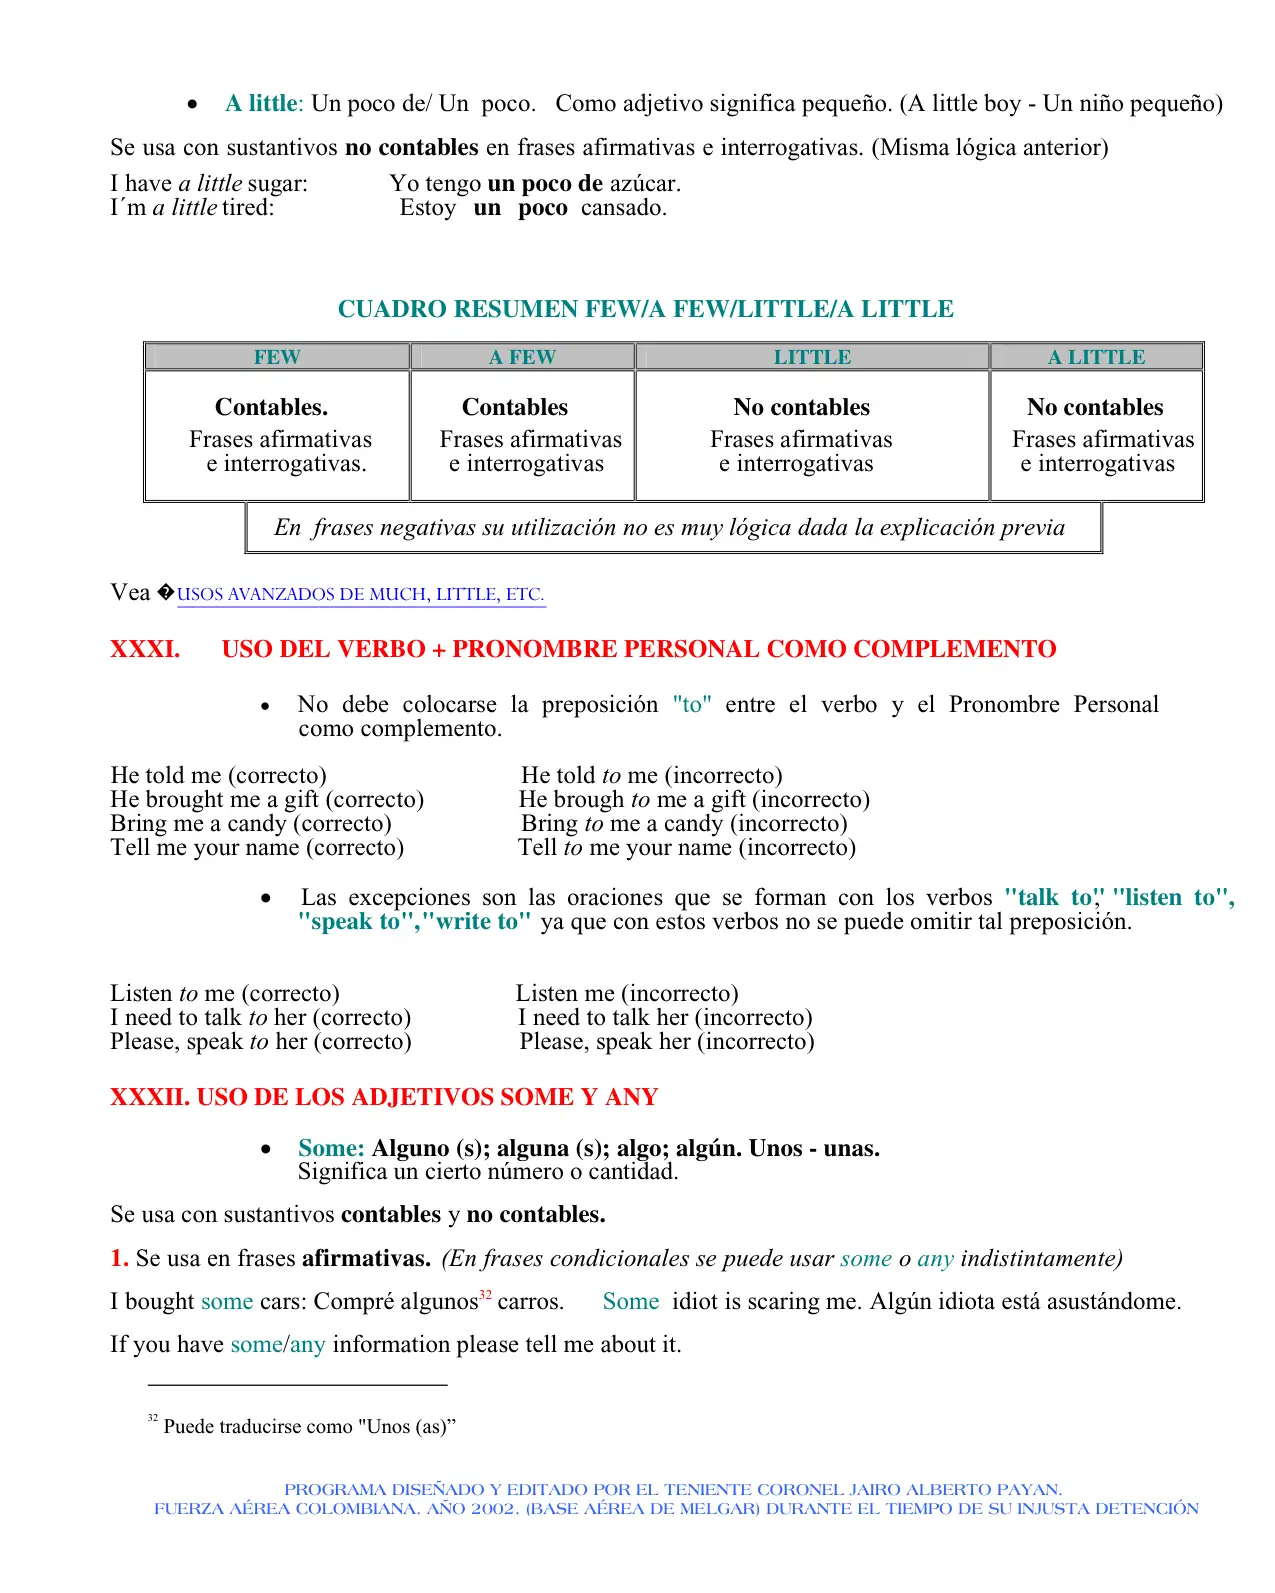 • A little: Un poco de/ Un poco. Como adjetivo significa pequeño. (A little boy - Un niño pequeño)
Se usa con sustantivos no contables en frases afirmativas e interrogativas. (Misma lógica anterior)
I have a little sugar: Yo tengo un poco de azúcar.
I´m a little tired: Estoy un poco cansado.
CUADRO RESUMEN FEW/A FEW/LITTLE/A LITTLE
FEW A FEW LITTLE A LITTLE
Contables. Contables No contables No contables
Frases afirmativas Frases afirmativas Frases afirmativas Frases afirmativas
e interrogativas. e interrogativas e interrogativas e interrogativas
En frases negativas su utilización no es muy lógica dada la explicación previa
Vea �USOS AVANZADOS DE MUCH, LITTLE, ETC.
XXXI. USO DEL VERBO + PRONOMBRE PERSONAL COMO COMPLEMENTO
• No debe colocarse la preposición "to" entre el verbo y el Pronombre Personal
como complemento.
He told me (correcto) He told to me (incorrecto)
He brought me a gift (correcto) He brough to me a gift (incorrecto)
Bring me a candy (correcto) Bring to me a candy (incorrecto)
Tell me your name (correcto) Tell to me your name (incorrecto)
• Las excepciones son las oraciones que se forman con los verbos "talk to", "listen to",
"speak to","write to" ya que con estos verbos no se puede omitir tal preposición.
Listen to me (correcto) Listen me (incorrecto)
I need to talk to her (correcto) I need to talk her (incorrecto)
Please, speak to her (correcto) Please, speak her (incorrecto)
XXXII. USO DE LOS ADJETIVOS SOME Y ANY
• Some: Alguno (s); alguna (s); algo; algún. Unos - unas.
Significa un cierto número o cantidad.
Se usa con sustantivos contables y no contables.
1. Se usa en frases afirmativas. (En frases condicionales se puede usar some o any indistintamente)
I bought some cars: Compré algunos32 carros. Some idiot is scaring me. Algún idiota está asustándome.
If you have some/any information please tell me about it.
32 Puede traducirse como "Unos (as)”
PROGRAMA DISEÑADO Y EDITADO POR EL TENIENTE CORONEL JAIRO ALBERTO PAYAN.
FUERZA AÉREA COLOMBIANA. AÑO 2002. (BASE AÉREA DE MELGAR) DURANTE EL TIEMPO DE SU INJUSTA DETENCIÓN